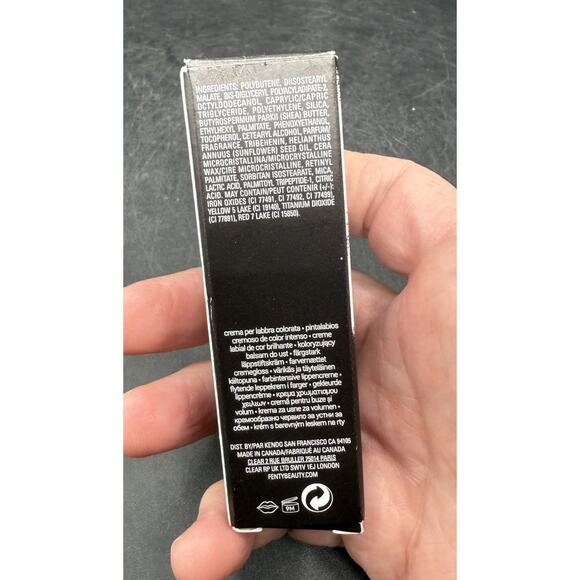 INGREDIENTS: POLYBUTENE, DIISOSTEARYL
MALATE, BIS-DIGLYCERYL POLYACYLADIPATE-2,
OCTYLDODECANOL, CAPRYLIC/CAPRIC
TRIGLYCERIDE, POLYETHYLENE, SILICA,
BUTYROSPERMUM PARKII (SHEA) BUTTER,
ETHYLHEXYL PALMITATE, PHENOXYETHANOL,
TOCOPHEROL, CETEARYL ALCOHOL, PARFUM/
FRAGRANCE, TRIBEHENIN, HELIANTHUS
ANNUUS (SUNFLOWER) SEED OIL, CERA
MICROCRISTALLINA/MICROCRYSTALLINE
WAX/CIRE MICROCRISTALLINE, RETINYL
PALMITATE, SORBITAN ISOSTEARATE, MICA,
LACTIC ACID, PALMITOYL TRIPEPTIDE-1, CITRIC
ACID. MAY CONTAIN/PEUT CONTENIR (+/-):
IRON OXIDES (CI 77491, CI 77492, CI 77499),
YELLOW 5 LAKE (CI 19140), TITANIUM DIOXIDE
(CI 77891), RED 7 LAKE (CI 15850).
crema per labbra colorata • pintalabios
cremoso de color intenso • creme
labial de cor brilhante • koloryzujący
balsam do ust • färgstark
läppstiftskräm • farvemættet
cremegloss • värikäs ja täyteläinen
kiiltopuna • farbintensive lippencreme •
flytende leppekrem i farger • gekleurde
lippencrème • κρεμα χρωματισμου
χειλιων • cremă pentru buze și
volum • krema za usne za volumen •
кремообразно червило за устни за
обем • krém s barevným leskem na rty
DIST. BY/PAR KENDO SAN FRANCISCO CA 94105
MADE IN CANADA/FABRIQUÉ AU CANADA
CLEAR 2 RUE BRULLER 75014 PARIS
CLEAR RP UK LTD SW1V 1EJ LONDON
FENTYBEAUTY.COM
9M